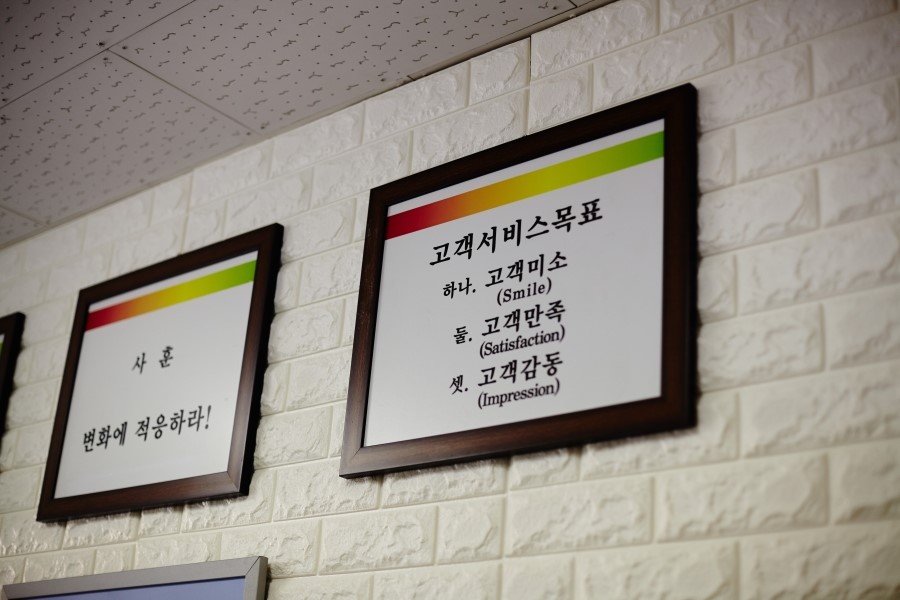 사 훈
변화에 적응하라!
고객서비스목표
하나. 고객미소
(Smile)
둘. 고객만족
(Satisfaction)
셋. 고객감동
(Impression)